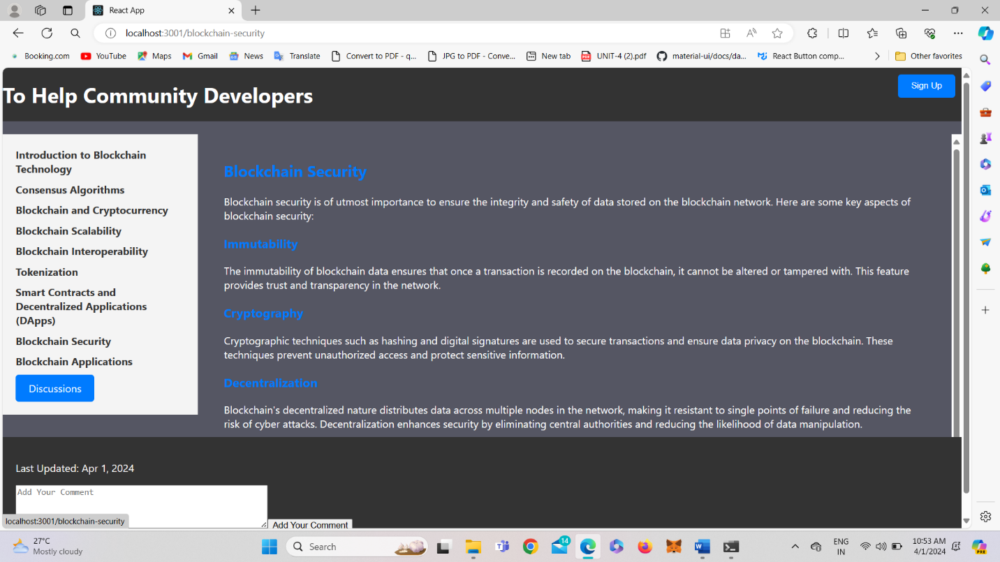 React App
localhost:3001/blockchain-security
Booking.com
YouTube
Maps
Gmail
News
Translate
Convert to PDF - q...
JPG to PDF - Conve...
New tab
UNIT-4 (2).pdf
material-ui/docs/da...
React Button comp...
Other favorites
To Help Community Developers
Sign Up
Introduction to Blockchain
Technology
Consensus Algorithms
Blockchain and Cryptocurrency
Blockchain Scalability
Blockchain Interoperability
Tokenization
Smart Contracts and
Decentralized Applications
(DApps)
Blockchain Security
Blockchain Applications
Discussions
Blockchain Security
Blockchain security is of utmost importance to ensure the integrity and safety of data stored on the blockchain network. Here are some key aspects of
blockchain security:
Immutability
The immutability of blockchain data ensures that once a transaction is recorded on the blockchain, it cannot be altered or tampered with. This feature
provides trust and transparency in the network.
Cryptography
Cryptographic techniques such as hashing and digital signatures are used to secure transactions and ensure data privacy on the blockchain. These
techniques prevent unauthorized access and protect sensitive information.
Decentralization
Blockchain's decentralized nature distributes data across multiple nodes in the network, making it resistant to single points of failure and reducing the
risk of cyber attacks. Decentralization enhances security by eliminating central authorities and reducing the likelihood of data manipulation.
Last Updated: Apr 1, 2024
Add Your Comment
Add Your Comment
localhost:3001/blockchain-security
27°C
Mostly cloudy
Search
14
ENG
IN
10:53 AM
4/1/2024
PRE